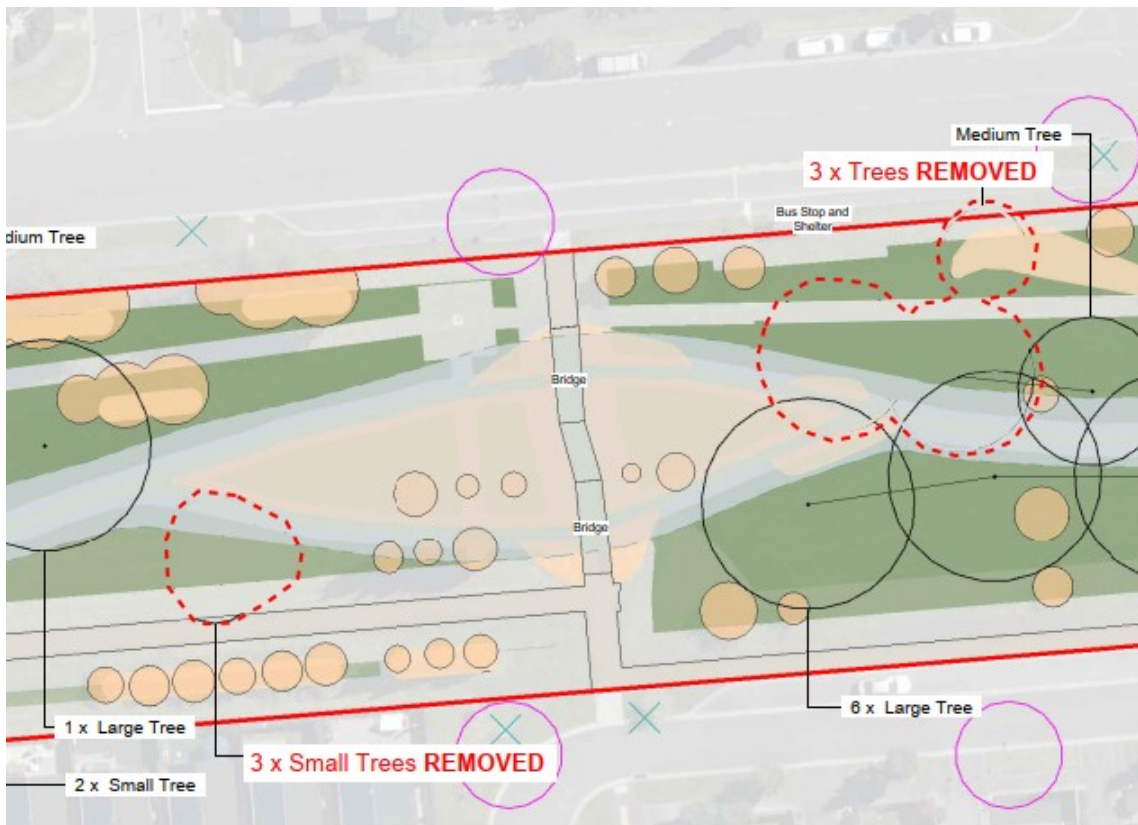 Medium Tree
3 x Trees REMOVED
Bus Stop and
Shelter
dium Tree
Bridge
Bridge
6 x Large Tree
1 x Large Tree
3 x Small Trees REMOVED
2 x Small Tree